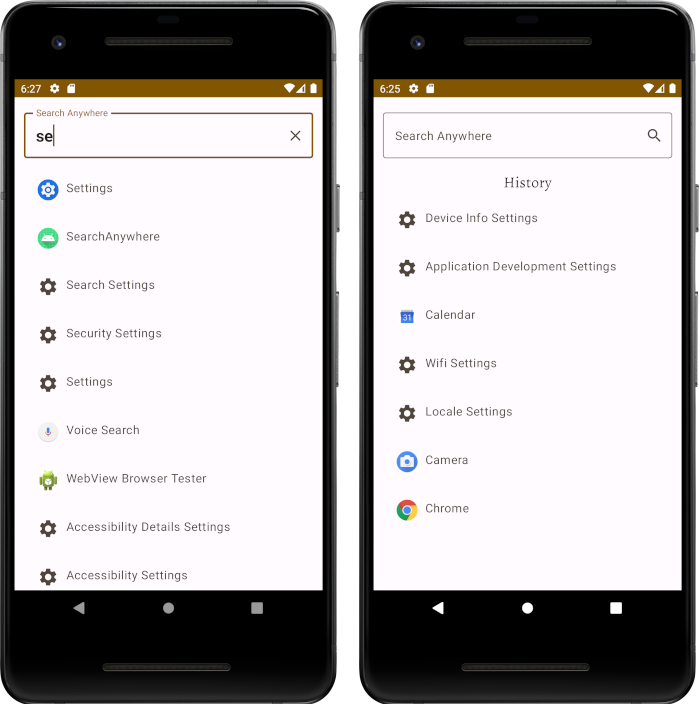 6:27
Search Anywhere
se
Settings
SearchAnywhere
Search Settings
Security Settings
Settings
Voice Search
WebView Browser Tester
Accessibility Details Settings
Accessibility Settings
6:25
Search Anywhere
History
Device Info Settings
Application Development Settings
31
Calendar
Wifi Settings
Locale Settings
Camera
Chrome